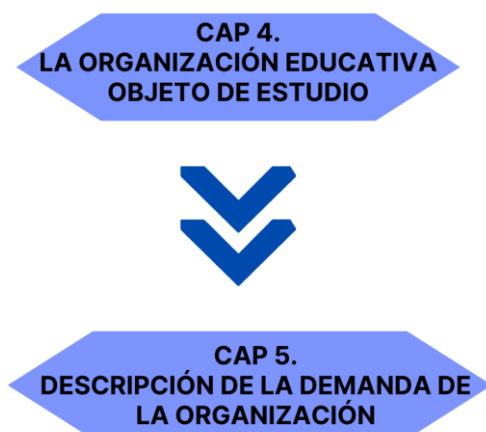 CAP 4.
LA ORGANIZACIÓN EDUCATIVA
OBJETO DE ESTUDIO
CAP 5.
DESCRIPCIÓN DE LA DEMANDA DE
LA ORGANIZACIÓN